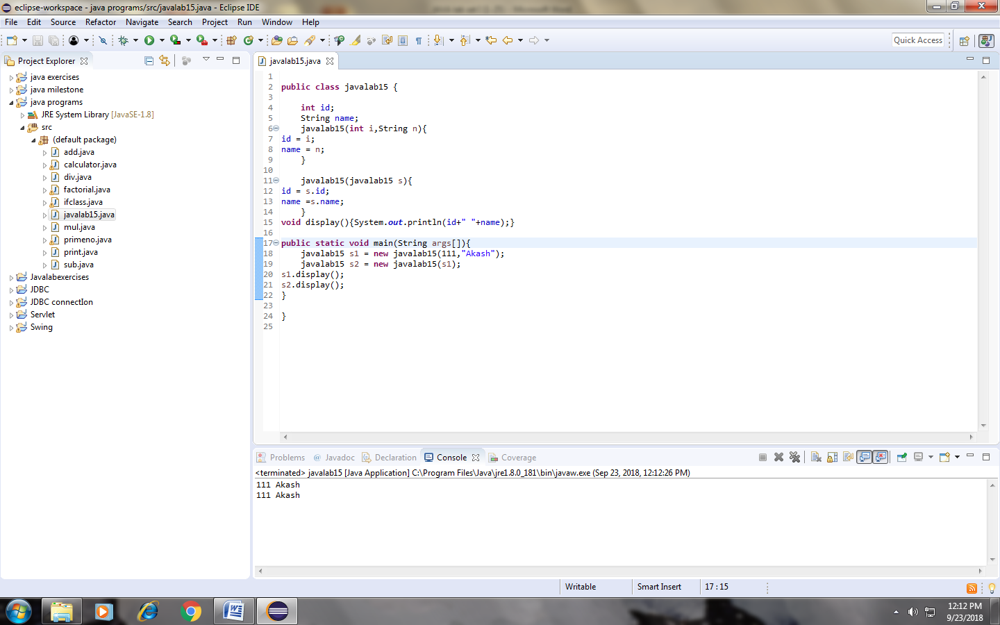 eclipse-workspace - java programs/src/javalab15.java - Eclipse IDE
File Edit Source Refactor Navigate Search Project Run Window Help
Quick Access
Project Explorer
java exercises
java milestone
java programs
JRE System Library [JavaSE-1.8]
src
(default package)
add.java
calculator.java
div.java
factorial.java
ifclass.java
javalab15.java
mul.java
primeno.java
print.java
sub.java
Javalabexercises
JDBC
JDBC connectIon
Servlet
Swing
javalab15.java
1
2 public class javalab15 {
3
4 int id;
5 String name;
6 javalab15(int i,String n){
7 id = i;
8 name = n;
9 }
10
11 javalab15(javalab15 s){
12 id = s.id;
13 name =s.name;
14 }
15 void display(){System.out.println(id+" "+name);}
16
17 public static void main(String args[]){
18 javalab15 s1 = new javalab15(111,"Akash");
19 javalab15 s2 = new javalab15(s1);
20 s1.display();
21 s2.display();
22 }
23
24 }
25
Problems @ Javadoc Declaration Console Coverage
<terminated> javalab15 [Java Application] C:\Program Files\Java\jre1.8.0_181\bin\javaw.exe (Sep 23, 2018, 12:12:26 PM)
111 Akash
111 Akash
Writable Smart Insert 17 : 15
12:12 PM
9/23/2018